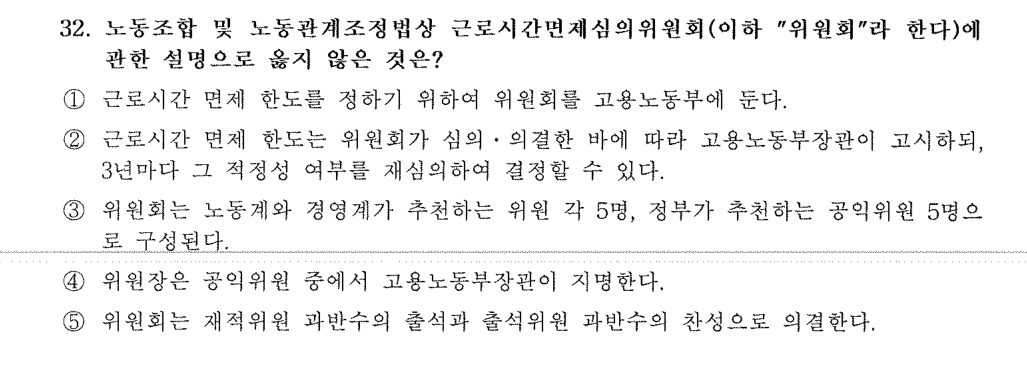 32. 노동조합 및 노동관계조정법상 근로시간면제심의위원회(이하 "위원회"라 한다)에
관한 설명으로 옳지 않은 것은?
① 근로시간 면제 한도를 정하기 위하여 위원회를 고용노동부에 둔다.
② 근로시간 면제 한도는 위원회가 심의·의결한 바에 따라 고용노동부장관이 고시하되,
3년마다 그 적정성 여부를 재심의하여 결정할 수 있다.
③ 위원회는 노동계와 경영계가 추천하는 위원 각 5명, 정부가 추천하는 공익위원 5명으
로 구성된다.
④ 위원장은 공익위원 중에서 고용노동부장관이 지명한다.
⑤ 위원회는 재적위원 과반수의 출석과 출석위원 과반수의 찬성으로 의결한다.